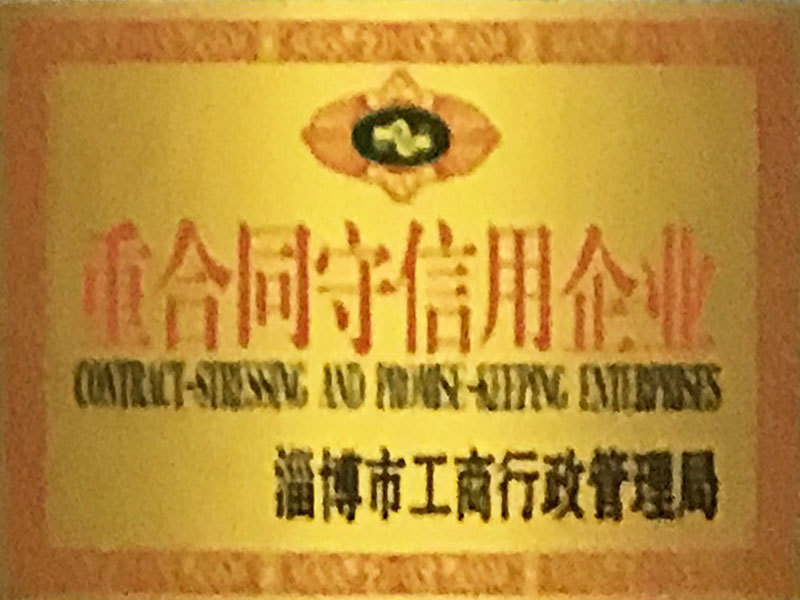 重合同守信用企业
CONTRACT-STRESSING AND PROMISE-KEEPING ENTERPRISES
淄博市工商行政管理局